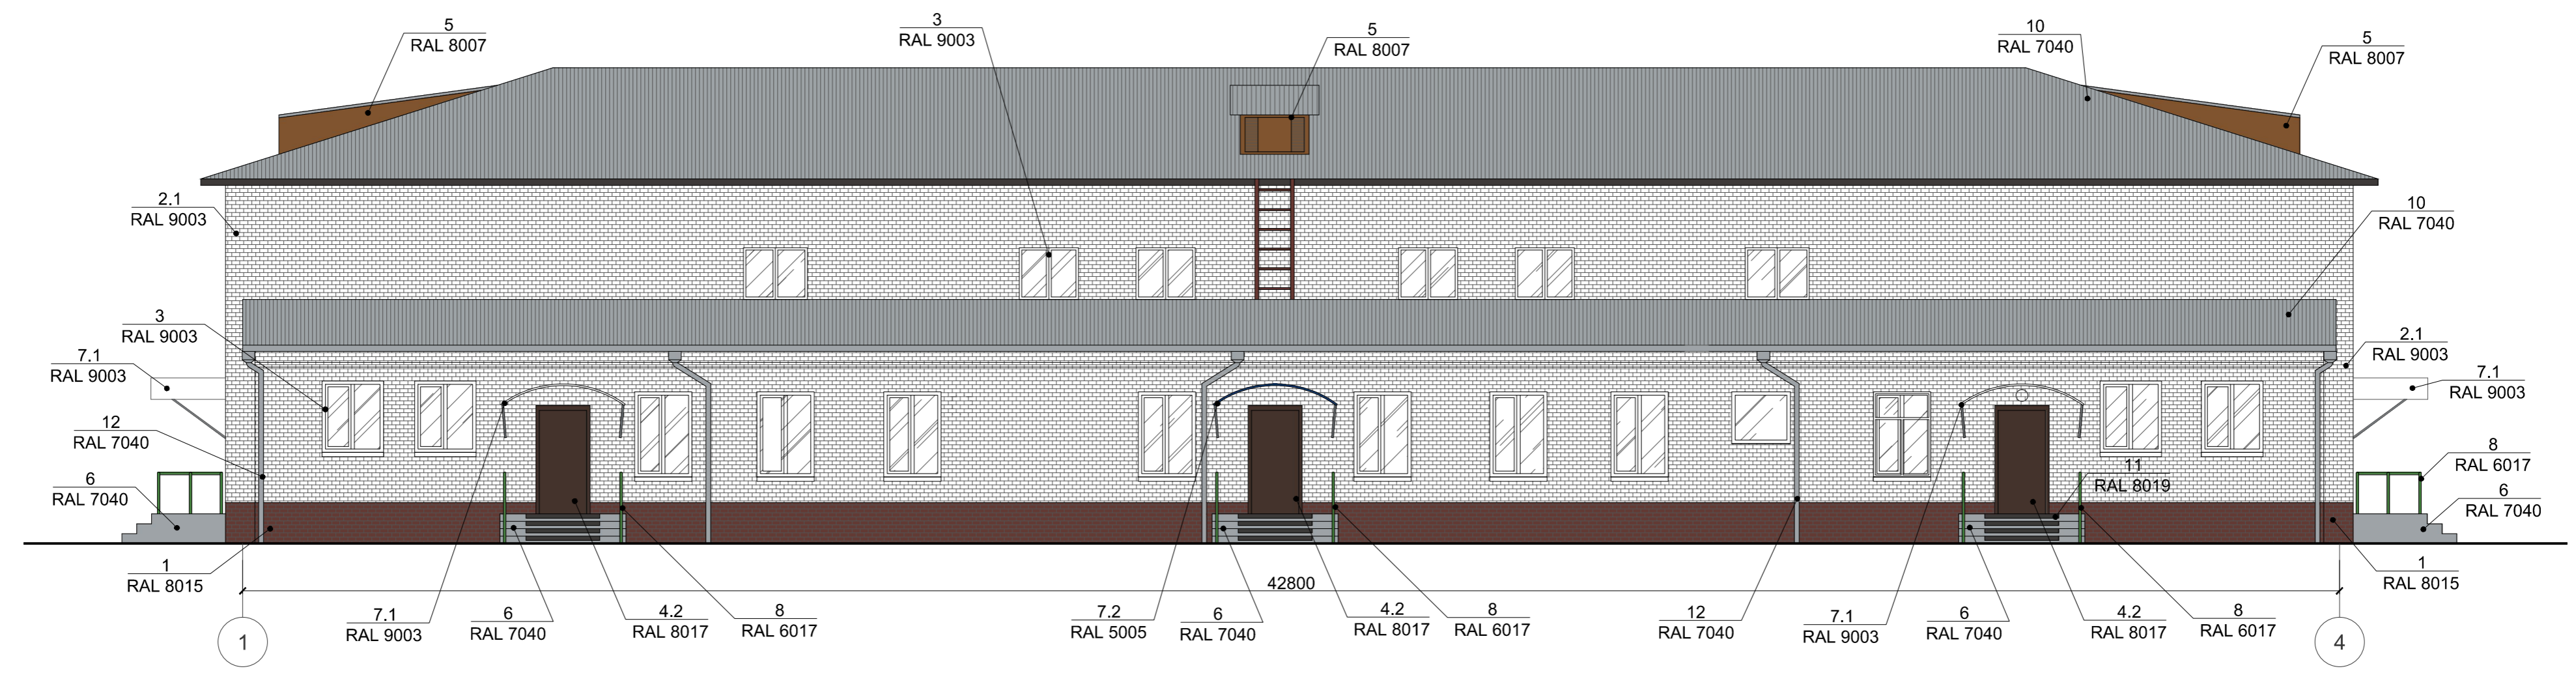 5
RAL 8007
3
RAL 9003
5
RAL 8007
10
RAL 7040
5
RAL 8007
2.1
RAL 9003
10
RAL 7040
3
RAL 9003
7.1
RAL 9003
2.1
RAL 9003
7.1
RAL 9003
12
RAL 7040
6
RAL 7040
8
RAL 6017
11
RAL 8019
6
RAL 7040
1
RAL 8015
42800
1
RAL 8015
7.1
RAL 9003
6
RAL 7040
4.2
RAL 8017
8
RAL 6017
7.2
RAL 5005
6
RAL 7040
4.2
RAL 8017
8
RAL 6017
12
RAL 7040
7.1
RAL 9003
6
RAL 7040
4.2
RAL 8017
8
RAL 6017
1
4